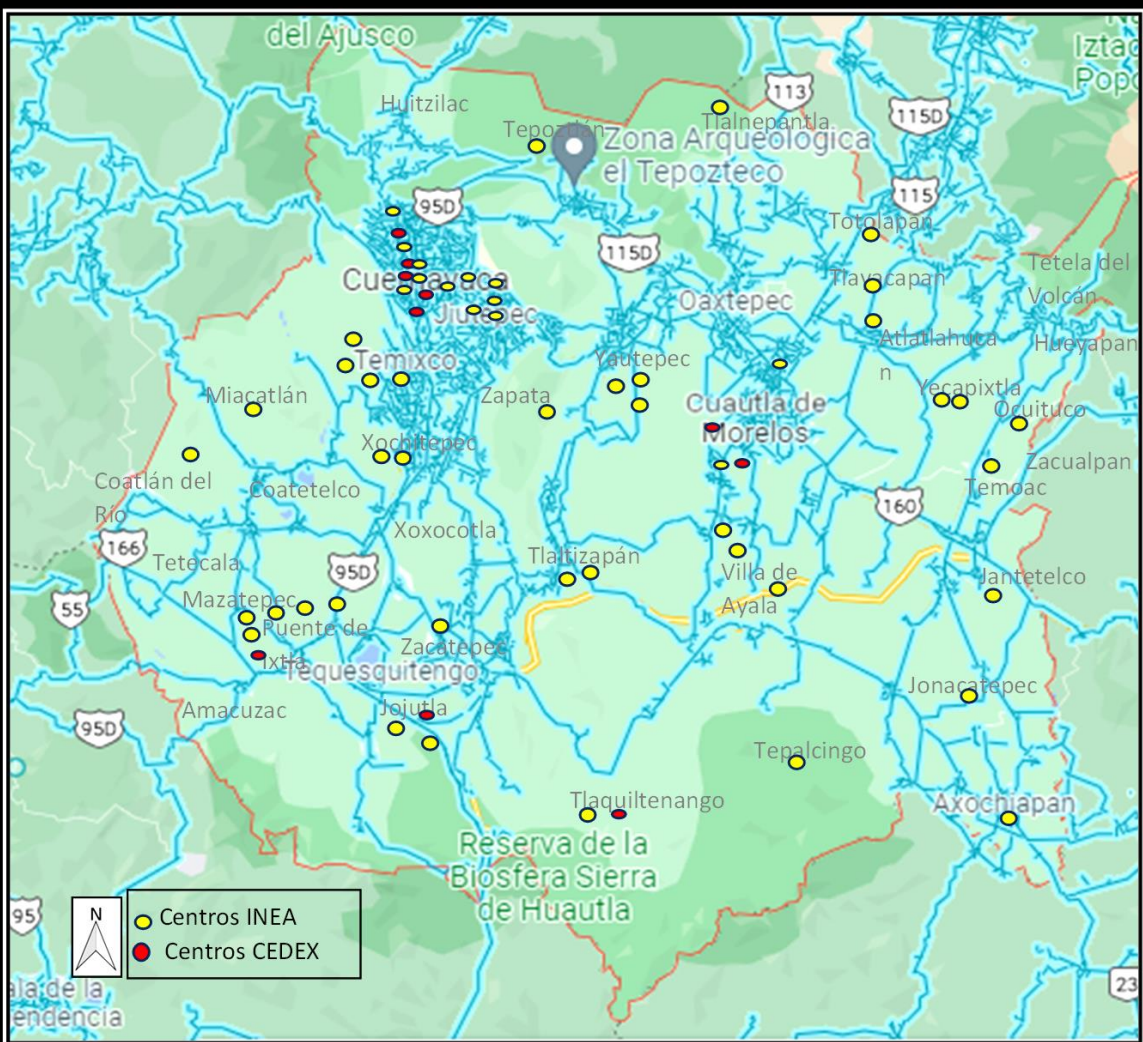 del Ajusco
Iztac
Popo
Huitzilac
113
115D
Tlalnepantla
Tepoztlán
Zona Arqueológica
el Tepozteco
95D
115
Totolapan
115D
Tetela del
Volcán
Tlayacapan
Cuernavaca
Oaxtepec
Jiutepec
Atlatlahuca
n
Hueyapan
Temixco
Yautepec
Yecapixtla
Miacatlán
Zapata
Cuautla de
Morelos
Ocuituco
Xochitepec
Zacualpan
Coatlán del
Río
Coatetelco
Temoac
160
Xoxocotla
166
Tetecala
95D
Tlaltizapán
Villa de
Ayala
Jantetelco
55
Mazatepec
Puente de
Ixtla
Zacatepec
Tequesquitengo
Jonacatepec
Amacuzac
Jojutla
95D
Tepalcingo
Tlaquiltenango
Axochiapan
Reserva de la
Biosfera Sierra
de Huautla
95
N
Centros INEA
Centros CEDEX
23
ala de la
endencia